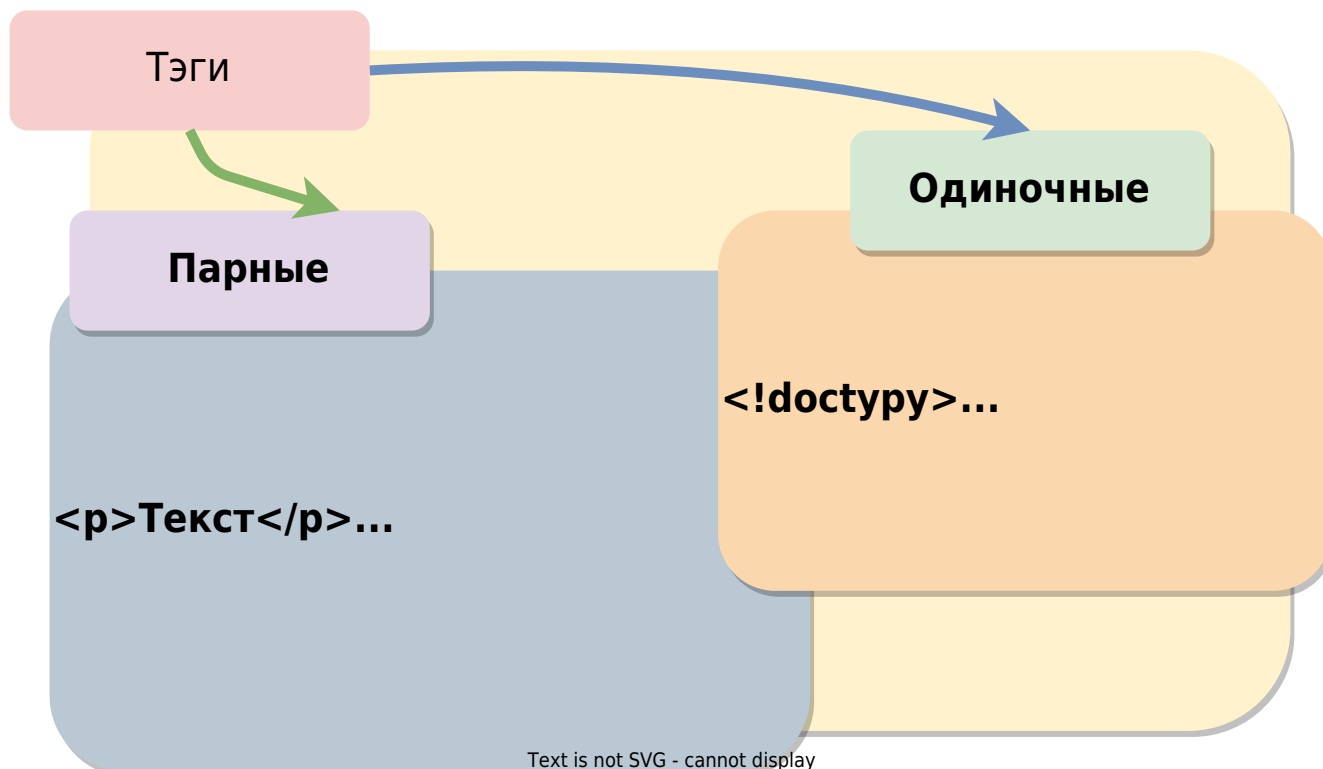 Тэги
Одиночные
Парные
<!doctypy>...
<p>Текст</p>...
Text is not SVG - cannot display